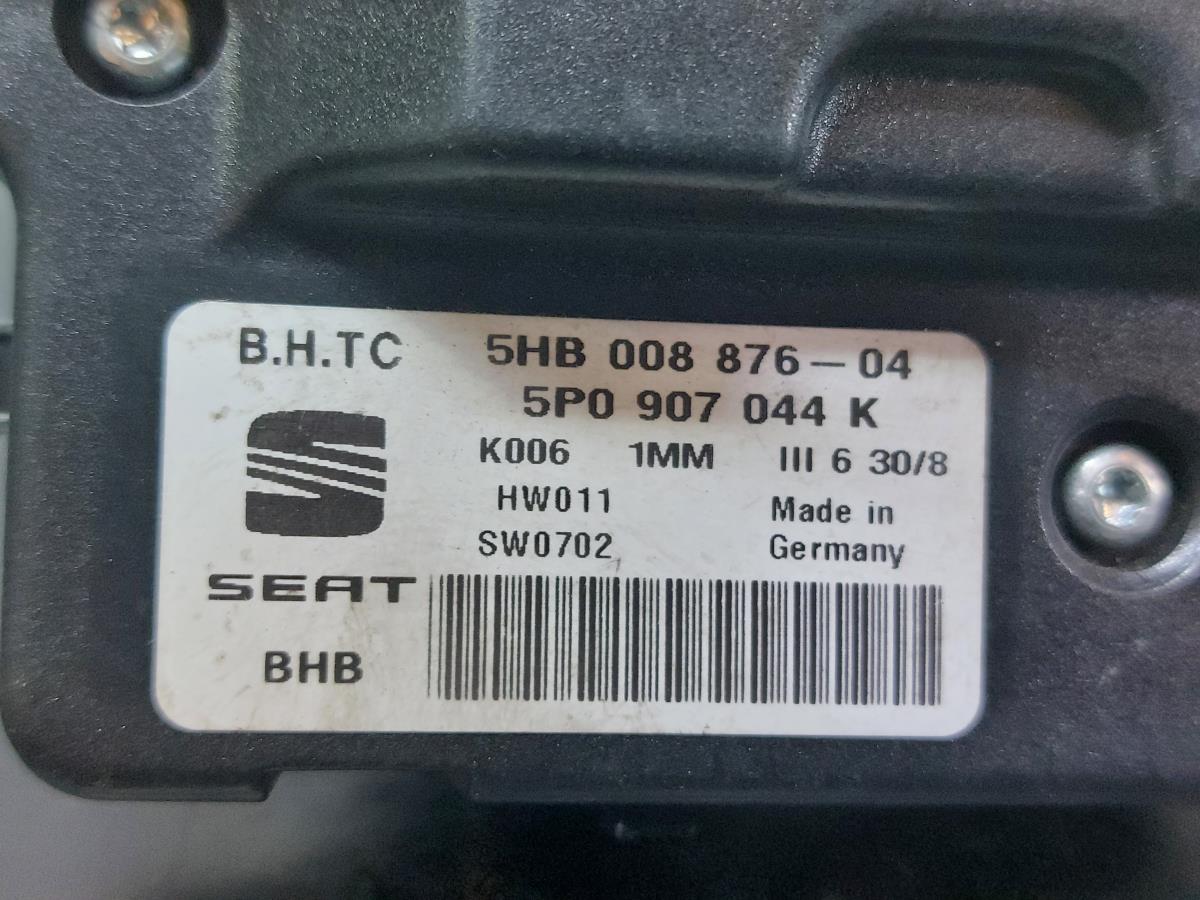 B.H.TC 5HB 008 876-04
5P0 907 044 K
K006 1MM III 6 30/8
HW011
Made in
SW0702
Germany
SEAT
BHB